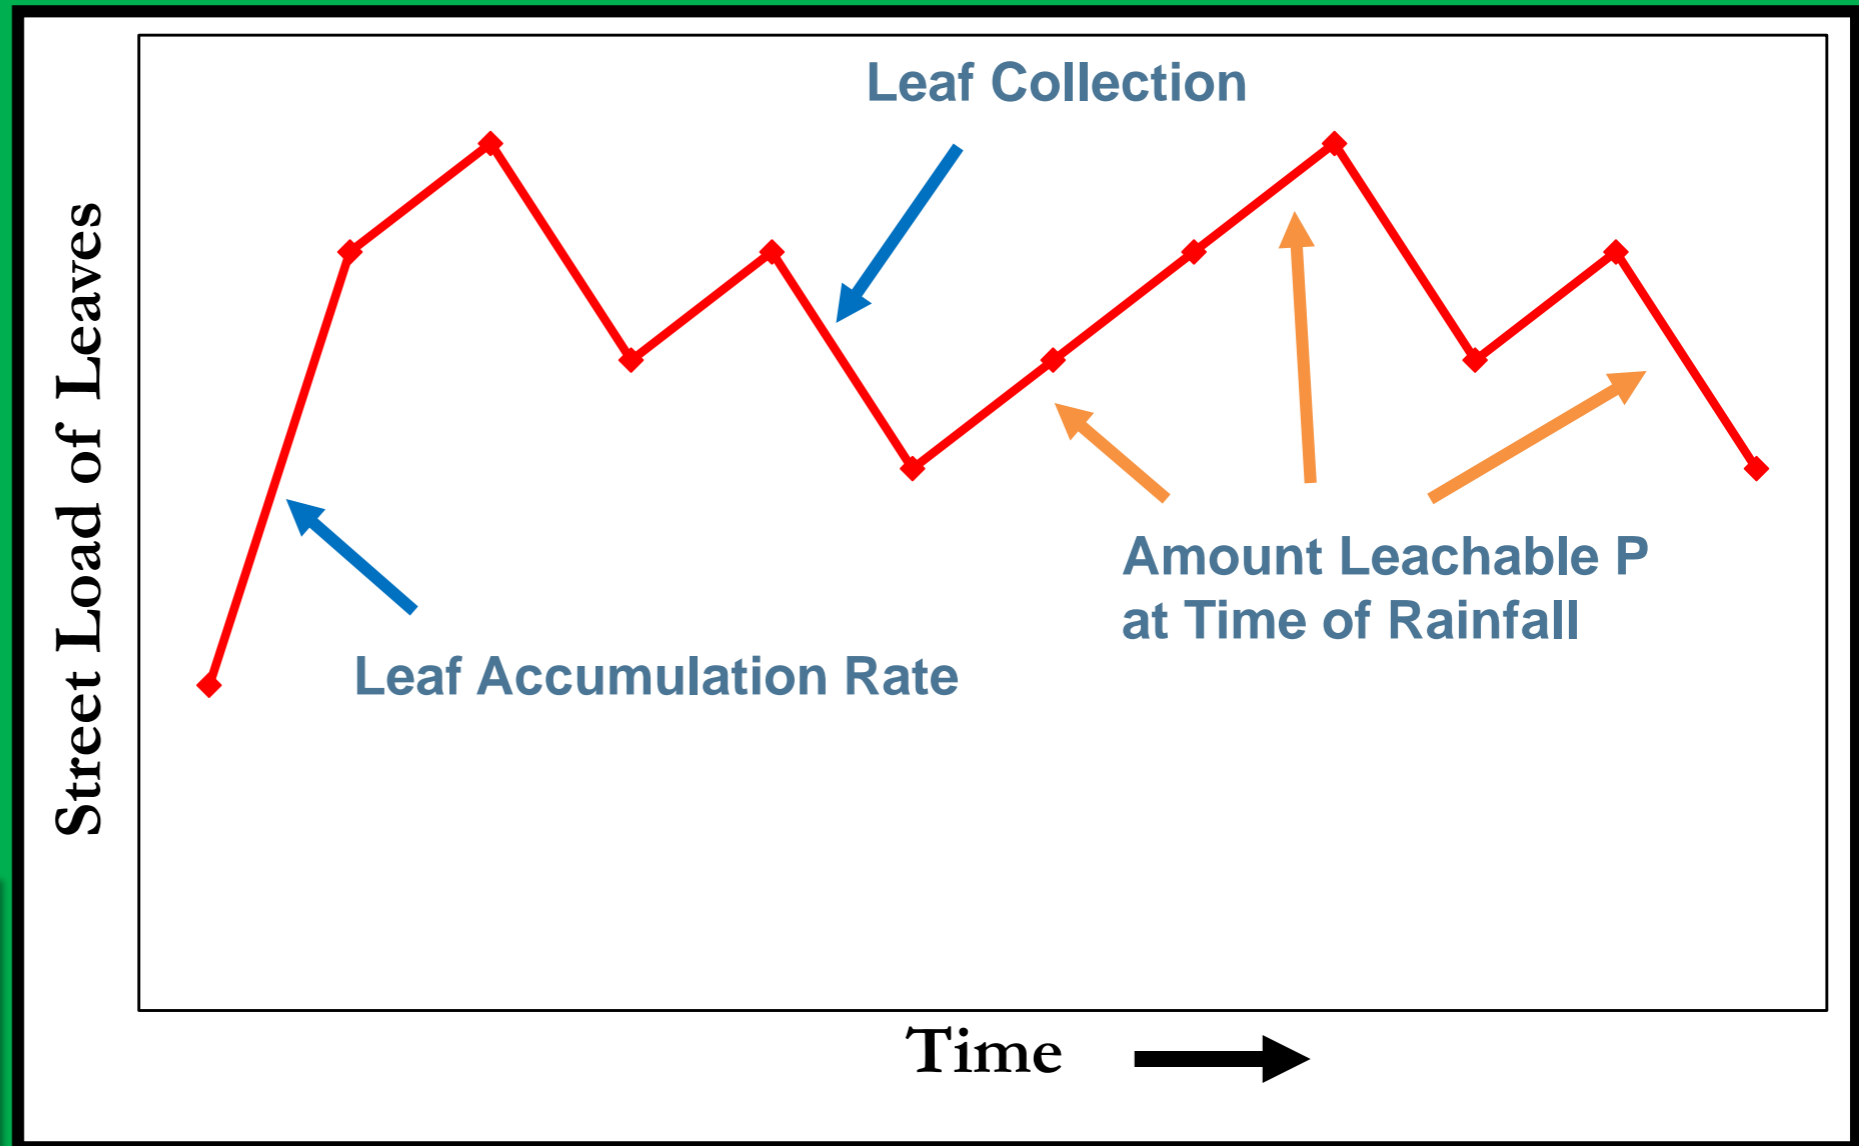 Leaf Collection
Street Load of Leaves
Amount Leachable P
at Time of Rainfall
Leaf Accumulation Rate
Time